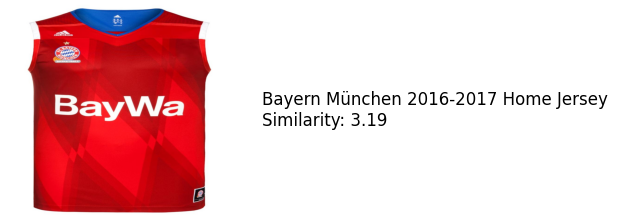 BayWa
Bayern München 2016-2017 Home Jersey
Similarity: 3.19